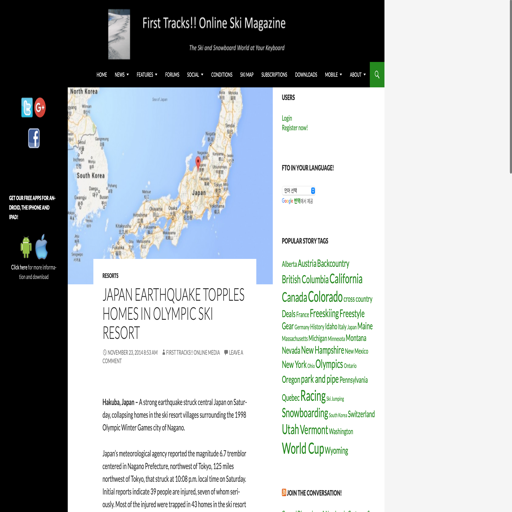 First Tracks!! Online Ski Magazine
The Ski and Snowboard World at Your Keyboard
HOME NEWS FEATURES FORUMS SOCIAL CONDITIONS SKI MAP SUBSCRIPTIONS DOWNLOADS MOBILE ABOUT
GET OUR FREE APPS FOR AN-
DROID, THE IPHONE AND
IPAD!
Click here for more informa-
tion and download
North Korea
South Korea
Japan
RESORTS
JAPAN EARTHQUAKE TOPPLES
HOMES IN OLYMPIC SKI
RESORT
NOVEMBER 22, 2014 8:53 AM FIRST TRACKS!! ONLINE MEDIA LEAVE A
COMMENT
Hakuba, Japan – A strong earthquake struck central Japan on Satur-
day, collapsing homes in the ski resort villages surrounding the 1998
Olympic Winter Games city of Nagano.
Japan's meteorological agency reported the magnitude 6.7 tremblor
centered in Nagano Prefecture, northwest of Tokyo, 125 miles
northwest of Tokyo, that struck at 10:08 p.m. local time on Saturday.
Initial reports indicate 39 people are injured, seven of whom seri-
ously. Most of the injured were trapped in 43 homes in the ski resort
USERS
Login
Register now!
FTO IN YOUR LANGUAGE!
언어 선택
Google 번역에서 제공
POPULAR STORY TAGS
Alberta Austria Backcountry
British Columbia California
Canada Colorado cross country
Deals France Freeskiing Freestyle
Gear Germany History Idaho Italy Japan Maine
Massachusetts Michigan Minnesota Montana
Nevada New Hampshire New Mexico
New York Ohio Olympics Ontario
Oregon park and pipe Pennsylvania
Quebec Racing Ski Jumping
Snowboarding South Korea Switzerland
Utah Vermont Washington
World Cup Wyoming
JOIN THE CONVERSATION!